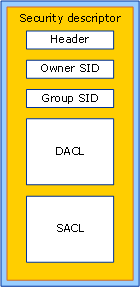 Security descriptor
Header
Owner SID
Group SID
DACL
SACL